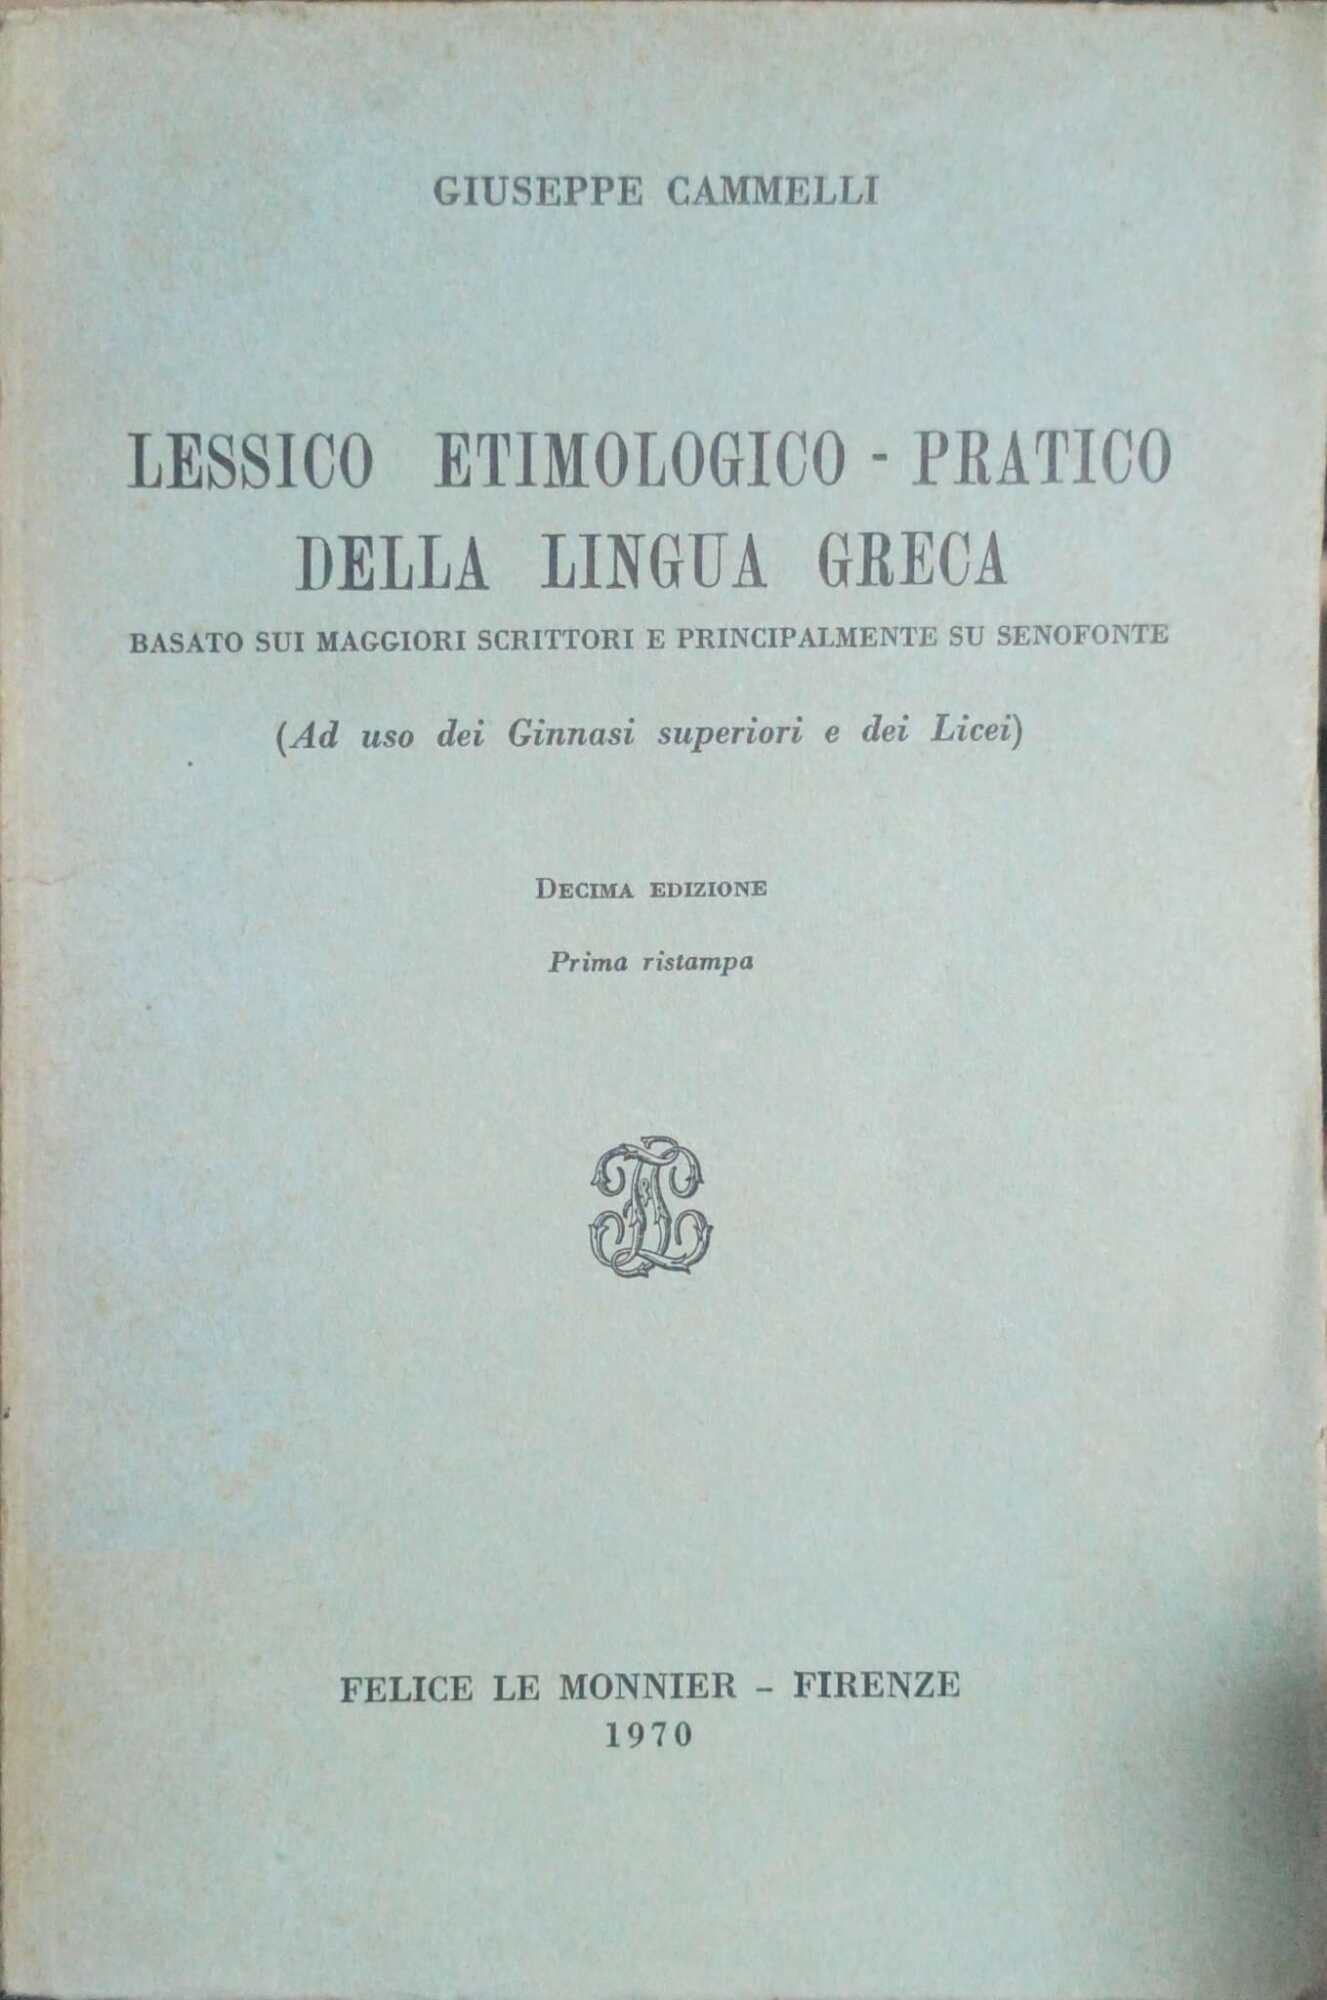 GIUSEPPE CAMMELLI
LESSICO ETIMOLOGICO - PRATICO
DELLA LINGUA GRECA
BASATO SUI MAGGIORI SCRITTORI E PRINCIPALMENTE SU SENOFONTE
(Ad uso dei Ginnasi superiori e dei Licei)
DECIMA EDIZIONE
Prima ristampa
FELICE LE MONNIER - FIRENZE
1970